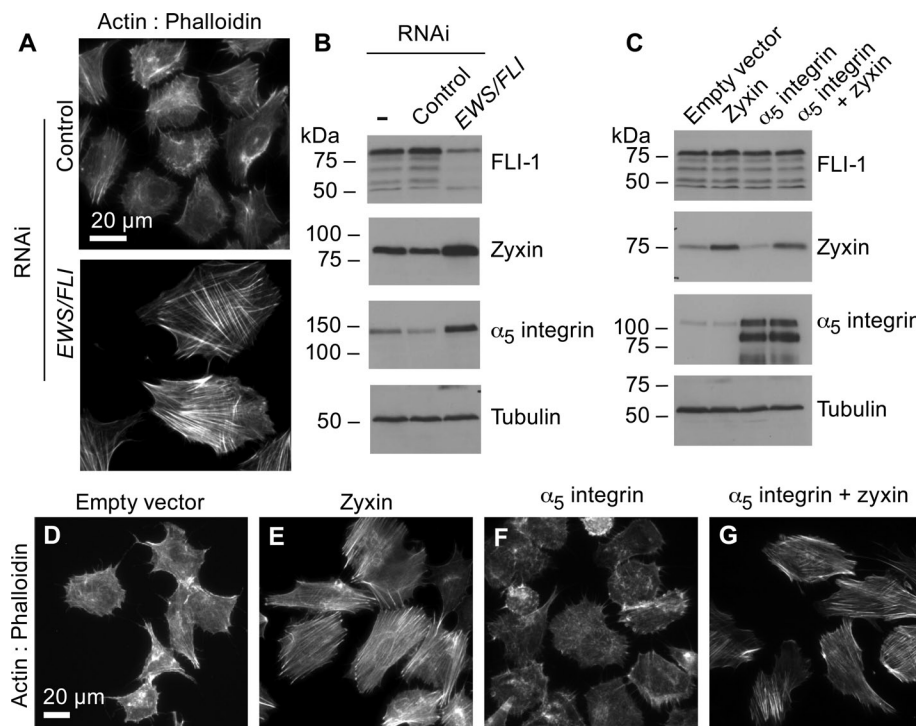 Actin : Phalloidin
A
RNAi
Control
EWS/FLI
20 µm
B
RNAi
–
Control
EWS/FLI
kDa
75 –
50 –
FLI-1
100 –
75 –
Zyxin
150 –
100 –
α5 integrin
50 –
Tubulin
C
Empty vector
Zyxin
α5 integrin
α5 integrin
+ zyxin
kDa
75 –
50 –
FLI-1
75 –
Zyxin
100 –
75 –
α5 integrin
75 –
50 –
Tubulin
Actin : Phalloidin
Empty vector
D
20 µm
Zyxin
E
α5 integrin
F
α5 integrin + zyxin
G